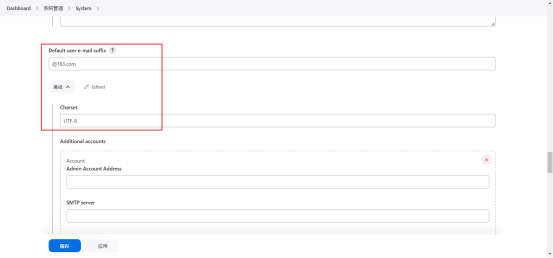 Dashboard > 系统管理 > System >
Default user e-mail suffix ?
@163.com
高级 Edited
Charset
UTF-8
Additional accounts
Account
Admin Account Address
SMTP server
保存 应用